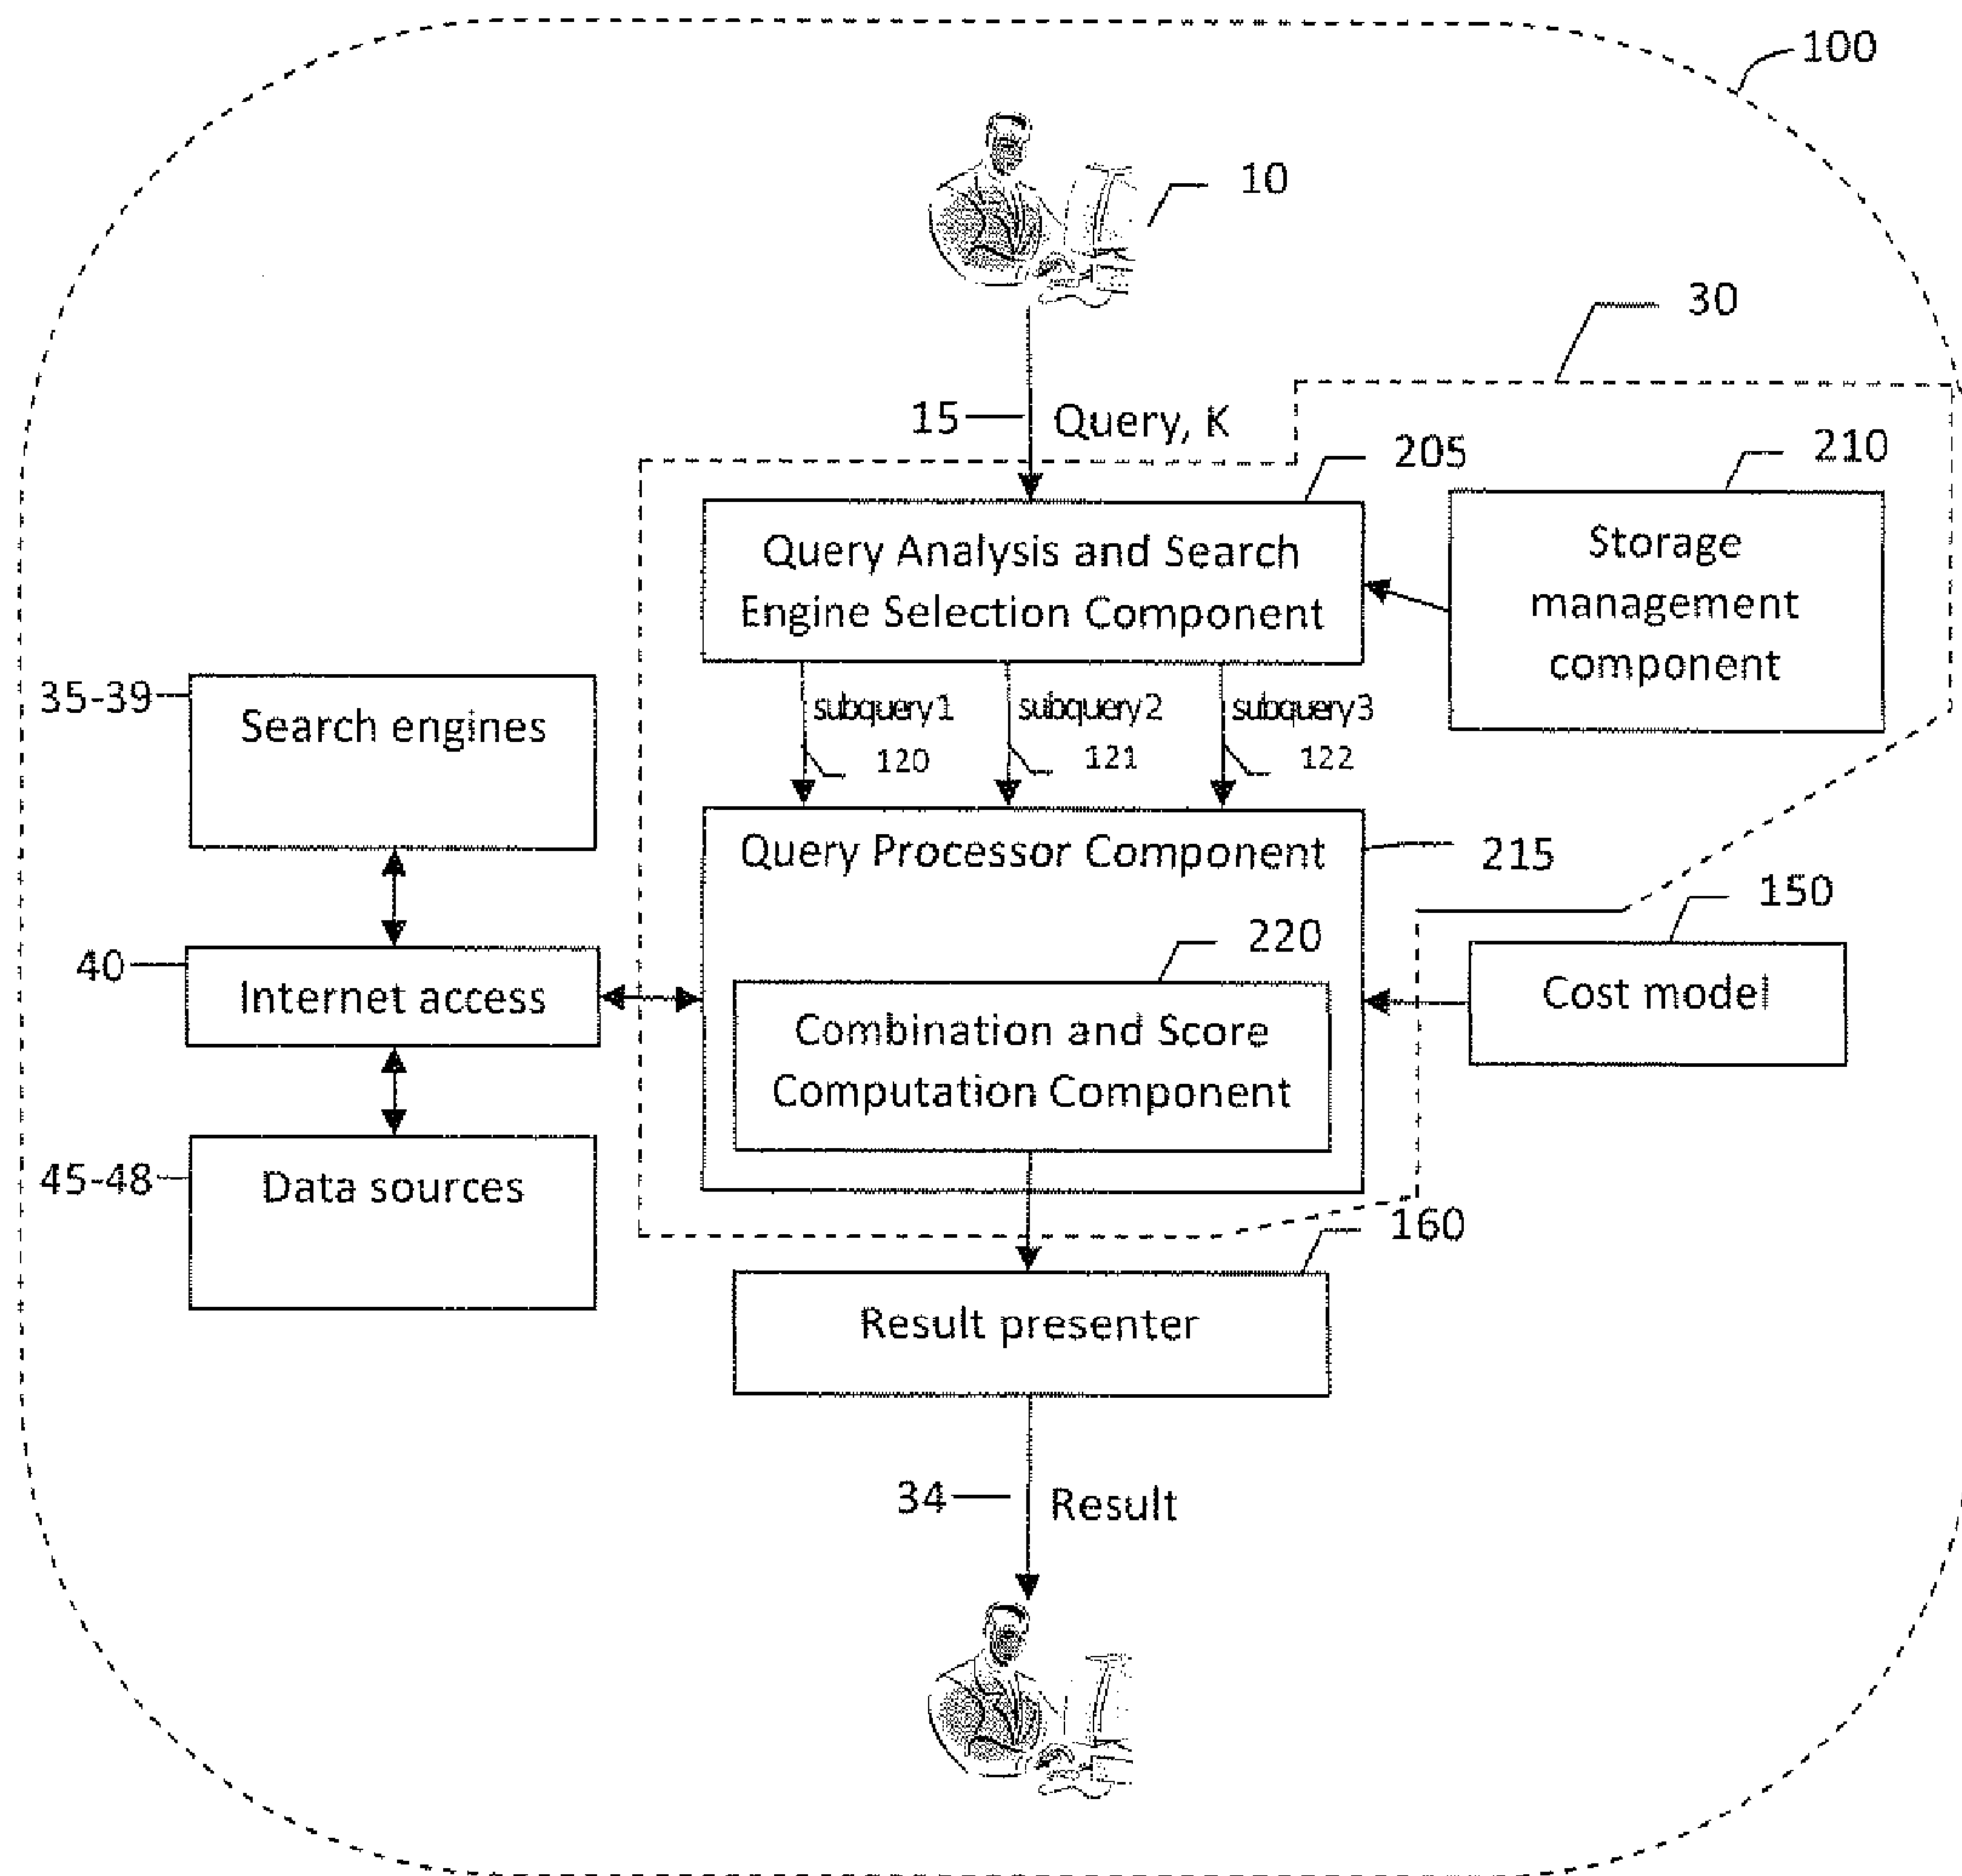 100
10
30
15 Query, K
205
210
Query Analysis and Search
Engine Selection Component
Storage
management
component
35-39
Search engines
subquery1
120
subquery2
121
subquery3
122
Query Processor Component
215
150
40
Internet access
220
Combination and Score
Computation Component
Cost model
45-48
Data sources
160
Result presenter
34 Result